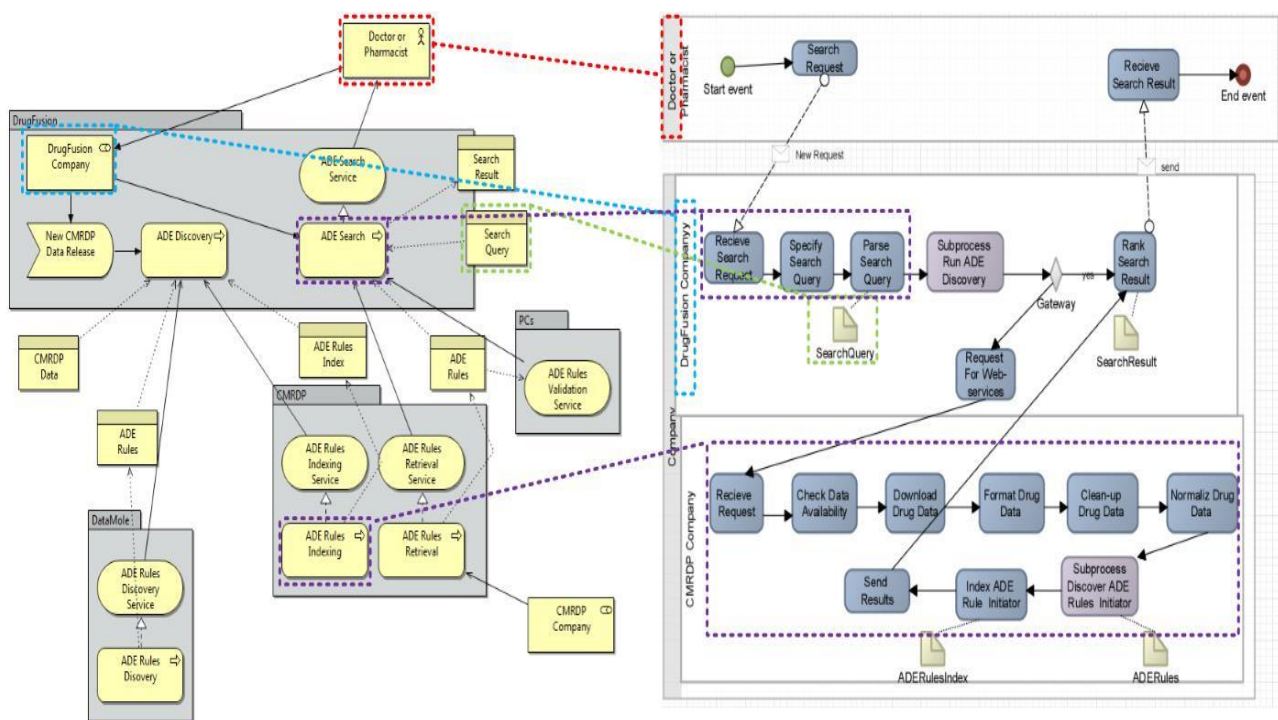 Doctor or
Pharmacist
DrugFusion
DrugFusion
Company
ADE Search
Service
Search
Result
New CMRDP
Data Release
ADE Discovery
ADE Search
Search
Query
CMRDP
Data
ADE Rules
Index
ADE
Rules
PCs
ADE Rules
Validation
Service
ADE
Rules
CMRDP
ADE Rules
Indexing
Service
ADE Rules
Retrieval
Service
ADE Rules
Indexing
ADE Rules
Retrieval
DataMole
ADE Rules
Discovery
Service
ADE Rules
Disovery
CMRDP
Company
Doctor or
Pharmacist
Start event
Search
Request
Recieve
Search Result
End event
New Request
send
Company
DrugFusion Companyy
Recieve
Search
Request
Specify
Search
Query
Parse
Search
Query
Subprocess
Run ADE
Discovery
Gateway
yes
Rank
Search
Result
SearchQuery
SearchResult
Request
For Web-
services
CMRDP Company
Recieve
Request
Check Data
Availability
Download
Drug Data
Format Drug
Data
Clean-up
Drug Data
Normaliz Drug
Data
Send
Results
Index ADE
Rule Initiator
Subprocess
Discover ADE
Rules Initiator
ADERulesIndex
ADERules